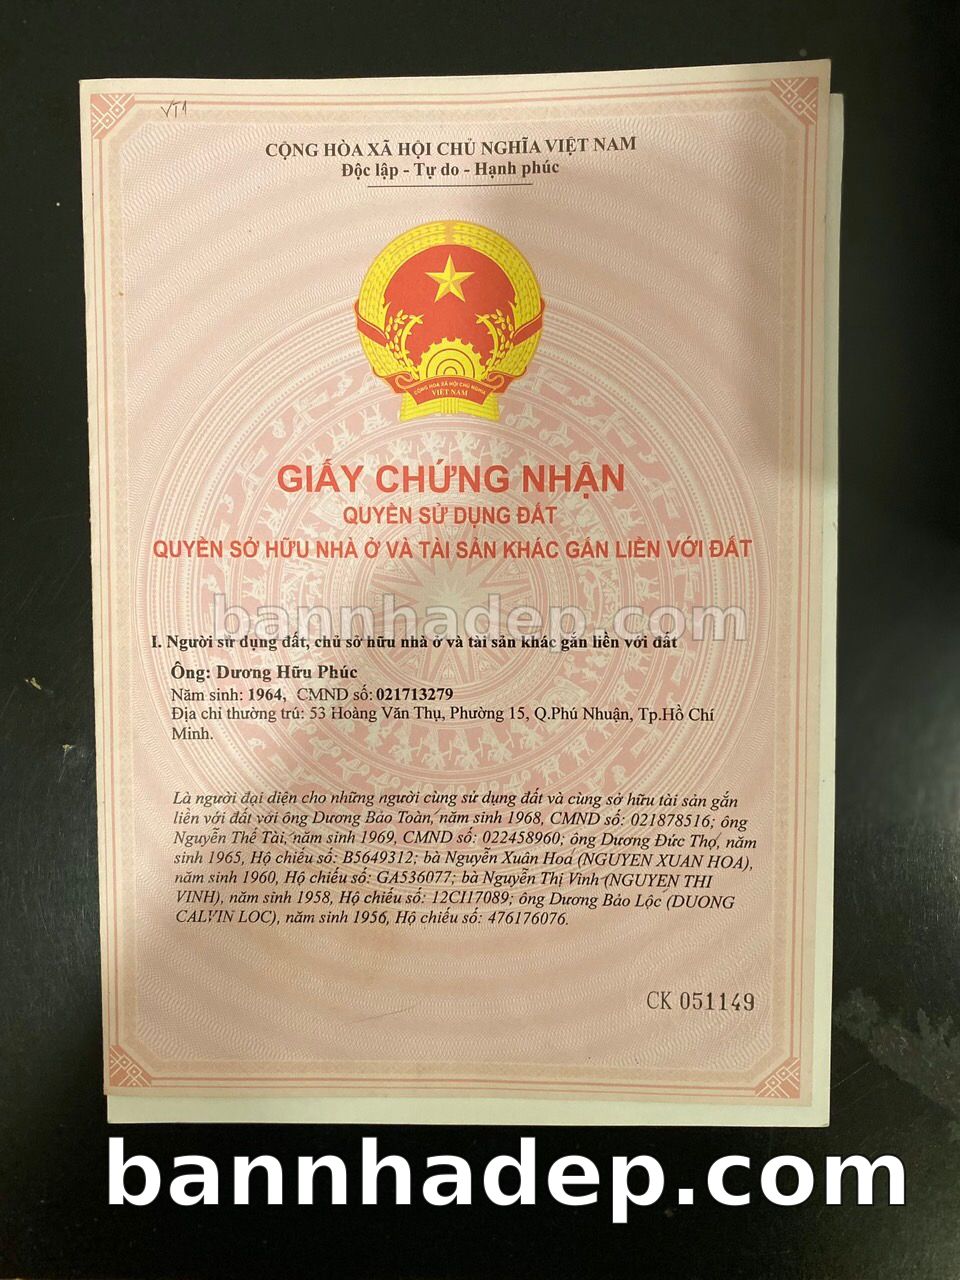 VT1
CỘNG HÒA XÃ HỘI CHỦ NGHĨA VIỆT NAM
Độc lập - Tự do - Hạnh phúc
CỘNG HÒA XÃ HỘI CHỦ NGHĨA
VIỆT NAM
GIẤY CHỨNG NHẬN
QUYỀN SỬ DỤNG ĐẤT
QUYỀN SỞ HỮU NHÀ Ở VÀ TÀI SẢN KHÁC GẮN LIỀN VỚI ĐẤT
bannhadep.com
I. Người sử dụng đất, chủ sở hữu nhà ở và tài sản khác gắn liền với đất
Ông: Dương Hữu Phúc
Năm sinh: 1964, CMND số: 021713279
Địa chỉ thường trú: 53 Hoàng Văn Thụ, Phường 15, Q.Phú Nhuận, Tp.Hồ Chí
Minh.
Là người đại diện cho những người cùng sử dụng đất và cùng sở hữu tài sản gắn
liền với đất với ông Dương Bảo Toàn, năm sinh 1968, CMND số: 021878516; ông
Nguyễn Thế Tài, năm sinh 1969, CMND số: 022458960; ông Dương Đức Thọ, năm
sinh 1965, Hộ chiếu số: B5649312; bà Nguyễn Xuân Hoa (NGUYEN XUAN HOA),
năm sinh 1960, Hộ chiếu số: GA536077; bà Nguyễn Thị Vinh (NGUYEN THI
VINH), năm sinh 1958, Hộ chiếu số: 12CI17089; ông Dương Bảo Lộc (DUONG
CALVIN LOC), năm sinh 1956, Hộ chiếu số: 476176076.
CK 051149
bannhadep.com